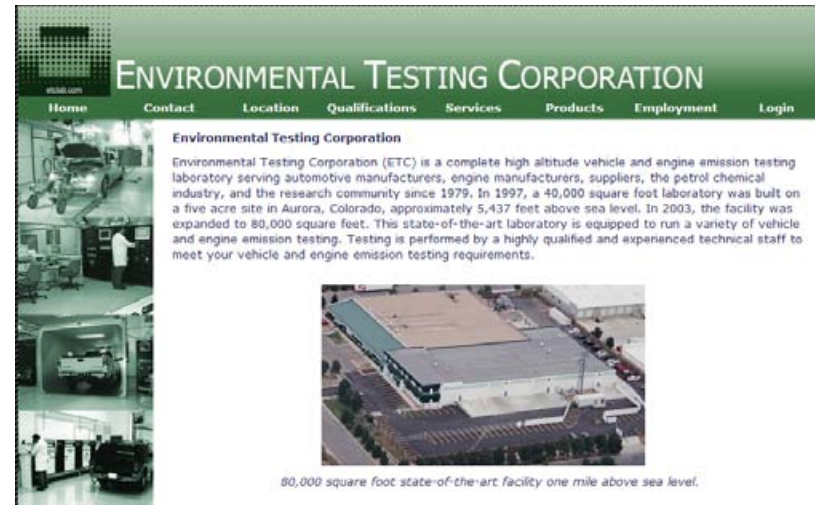 etclab.com
ENVIRONMENTAL TESTING CORPORATION
Home Contact Location Qualifications Services Products Employment Login
Environmental Testing Corporation
Environmental Testing Corporation (ETC) is a complete high altitude vehicle and engine emission testing
laboratory serving automotive manufacturers, engine manufacturers, suppliers, the petrol chemical
industry, and the research community since 1979. In 1997, a 40,000 square foot laboratory was built on
a five acre site in Aurora, Colorado, approximately 5,437 feet above sea level. In 2003, the facility was
expanded to 80,000 square feet. This state-of-the-art laboratory is equipped to run a variety of vehicle
and engine emission testing. Testing is performed by a highly qualified and experienced technical staff to
meet your vehicle and engine emission testing requirements.
80,000 square foot state-of-the-art facility one mile above sea level.